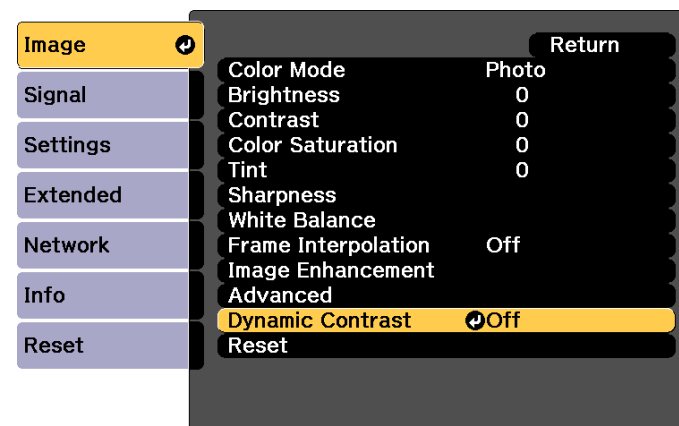 Image
Signal
Settings
Extended
Network
Info
Reset
Return
Color Mode Photo
Brightness 0
Contrast 0
Color Saturation 0
Tint 0
Sharpness
White Balance
Frame Interpolation Off
Image Enhancement
Advanced
Dynamic Contrast Off
Reset